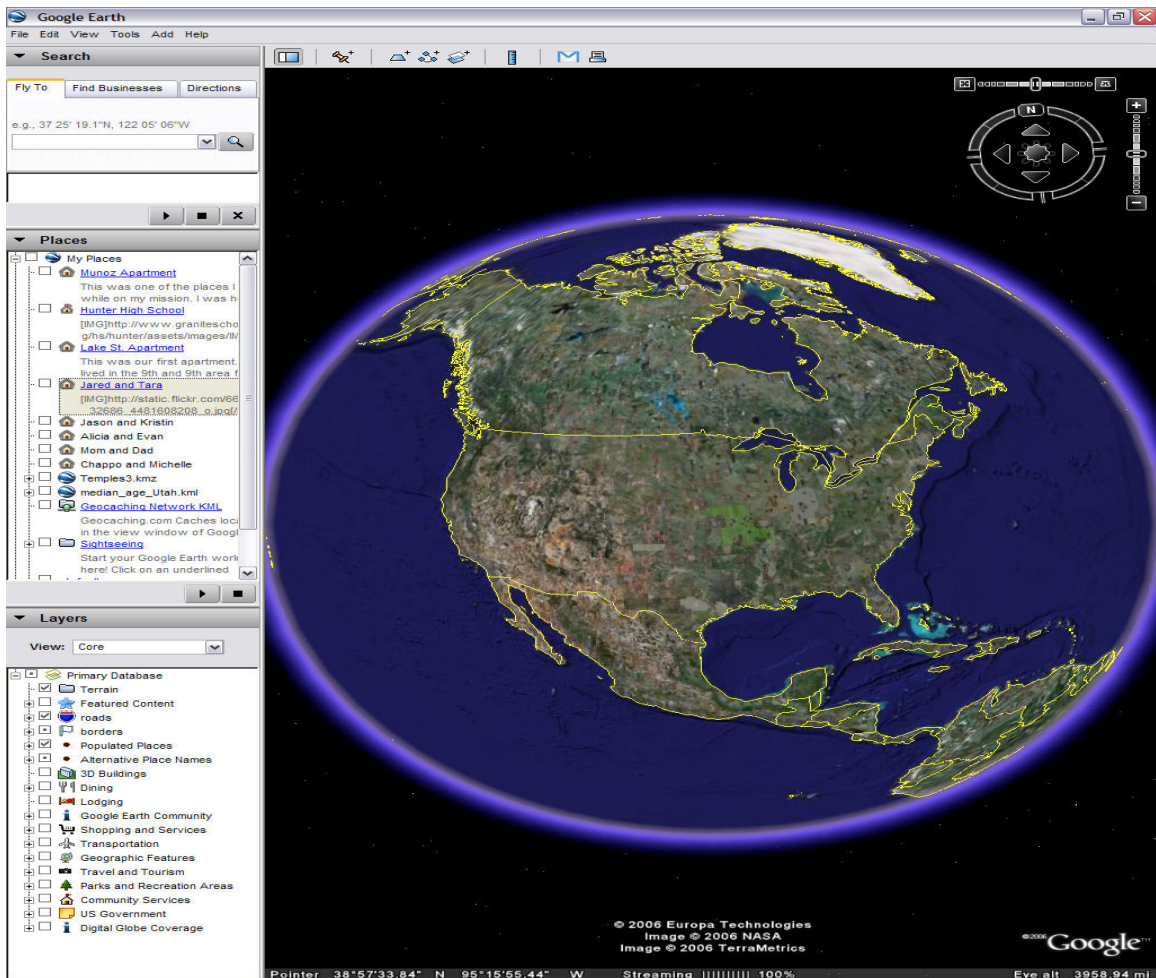 Google Earth
File Edit View Tools Add Help
Search
Fly To Find Businesses Directions
e.g., 37 25' 19.1"N, 122 05' 06"W
Places
My Places
Munoz Apartment
This was one of the places I
while on my mission. I was h
Hunter High School
[IMG]http://www.granitescho
g/hs/hunter/assets/images/IM
Lake St. Apartment
This was our first apartment.
lived in the 9th and 9th area f
Jared and Tara
[IMG]http://static.flickr.com/66
32686_4481608208_o.jpg[/
Jason and Kristin
Alicia and Evan
Mom and Dad
Chappo and Michelle
Temples3.kmz
median_age_Utah.kml
Geocaching Network KML
Geocaching.com Caches loca
in the view window of Googl
Sightseeing
Start your Google Earth work
here! Click on an underlined
Layers
View: Core
Primary Database
Terrain
Featured Content
roads
borders
Populated Places
Alternative Place Names
3D Buildings
Dining
Lodging
Google Earth Community
Shopping and Services
Transportation
Geographic Features
Travel and Tourism
Parks and Recreation Areas
Community Services
US Government
Digital Globe Coverage
N
© 2006 Europa Technologies
Image © 2006 NASA
Image © 2006 TerraMetrics
©2006 Google™
Pointer 38°57'33.84" N 95°15'55.44" W Streaming ||||||||| 100% Eye alt 3958.94 mi